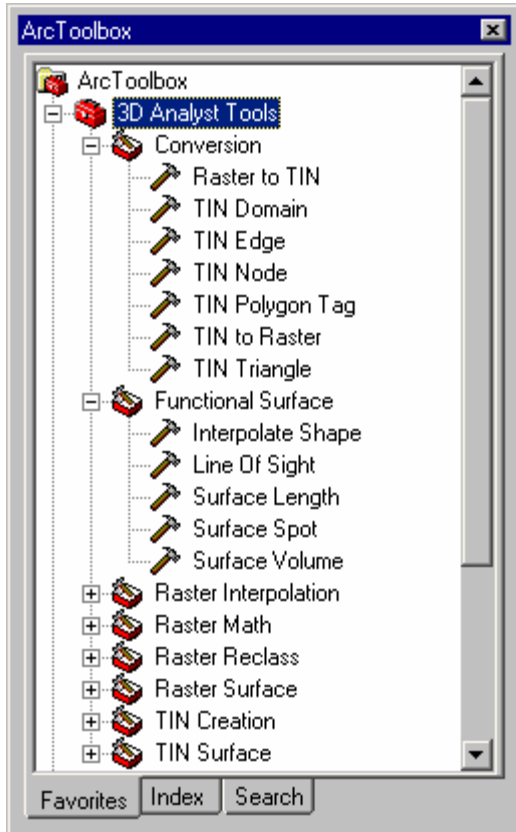 ArcToolbox
ArcToolbox
3D Analyst Tools
Conversion
Raster to TIN
TIN Domain
TIN Edge
TIN Node
TIN Polygon Tag
TIN to Raster
TIN Triangle
Functional Surface
Interpolate Shape
Line Of Sight
Surface Length
Surface Spot
Surface Volume
Raster Interpolation
Raster Math
Raster Reclass
Raster Surface
TIN Creation
TIN Surface
Favorites Index Search